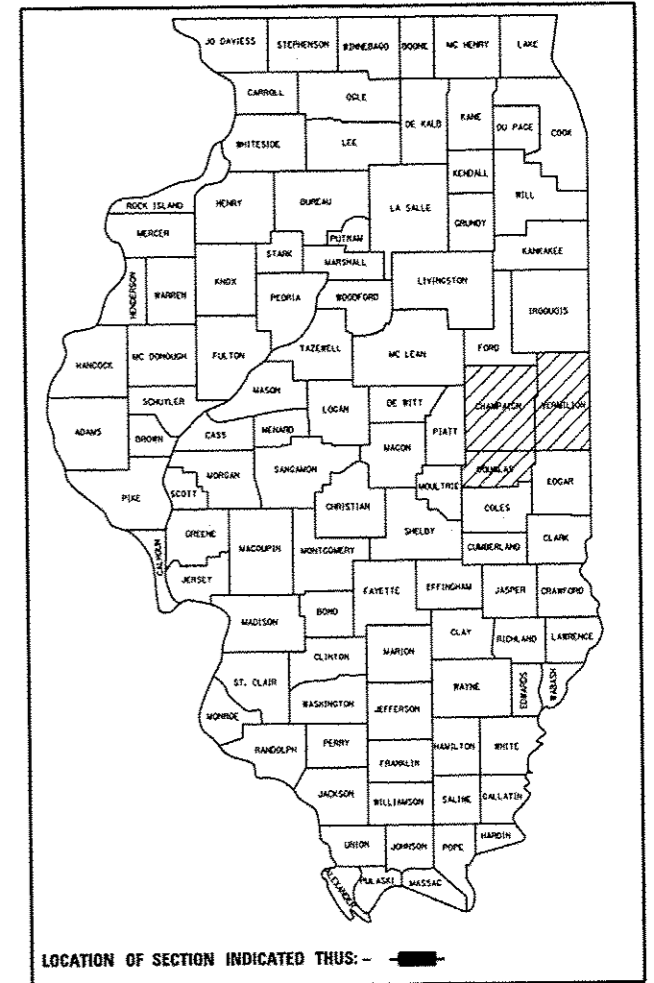 JO DAVIESS STEPHENSON WINNEBAGO BOONE MC HENRY LAKE
CARROLL OGLE DE KALB KANE DU PAGE COOK
WHITESIDE LEE
KENDALL WILL
ROCK ISLAND HENRY BUREAU LA SALLE GRUNDY
MERCER PUTNAM KANKAKEE
STARK MARSHALL LIVINGSTON
HENDERSON WARREN KNOX PEORIA WOODFORD IROQUOIS
HANCOCK MC DONOUGH FULTON TAZEWELL MC LEAN FORD
MASON
SCHUYLER LOGAN DE WITT CHAMPAIGN VERMILION
ADAMS BROWN CASS MENARD PIATT
MACON
MORGAN SANGAMON DOUGLAS
PIKE SCOTT MOULTRIE EDGAR
CHRISTIAN COLES
GREENE SHELBY
CALHOUN MACOUPIN MONTGOMERY CUMBERLAND CLARK
JERSEY FAYETTE EFFINGHAM JASPER CRAWFORD
BOND
MADISON CLAY RICHLAND LAWRENCE
CLINTON MARION
ST. CLAIR WAYNE EDWARDS WABASH
WASHINGTON JEFFERSON
MONROE
RANDOLPH PERRY HAMILTON WHITE
FRANKLIN
JACKSON WILLIAMSON SALINE GALLATIN
UNION JOHNSON POPE HARDIN
ALEXANDER PULASKI MASSAC
LOCATION OF SECTION INDICATED THUS: -